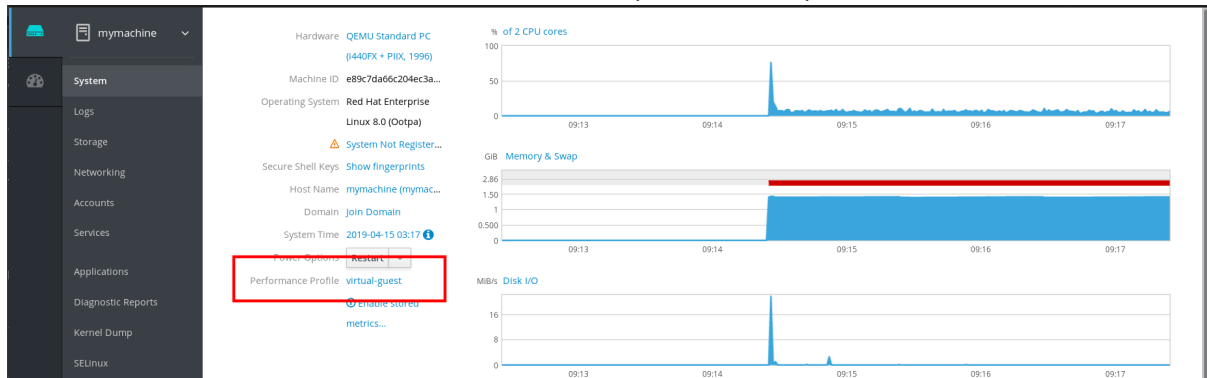 mymachine
System
Logs
Storage
Networking
Accounts
Services
Applications
Diagnostic Reports
Kernel Dump
SELinux
Hardware QEMU Standard PC
(I440FX + PIIX, 1996)
Machine ID e89c7da66c204ec3a...
Operating System Red Hat Enterprise
Linux 8.0 (Ootpa)
System Not Register...
Secure Shell Keys Show fingerprints
Host Name mymachine (mymac...
Domain Join Domain
System Time 2019-04-15 03:17
Power Options Restart
Performance Profile virtual-guest
Enable stored
metrics...
% of 2 CPU cores
100
50
0
09:13 09:14 09:15 09:16 09:17
GiB Memory & Swap
2.86
1.50
1
0.500
0
09:13 09:14 09:15 09:16 09:17
MiB/s Disk I/O
16
8
0
09:13 09:14 09:15 09:16 09:17